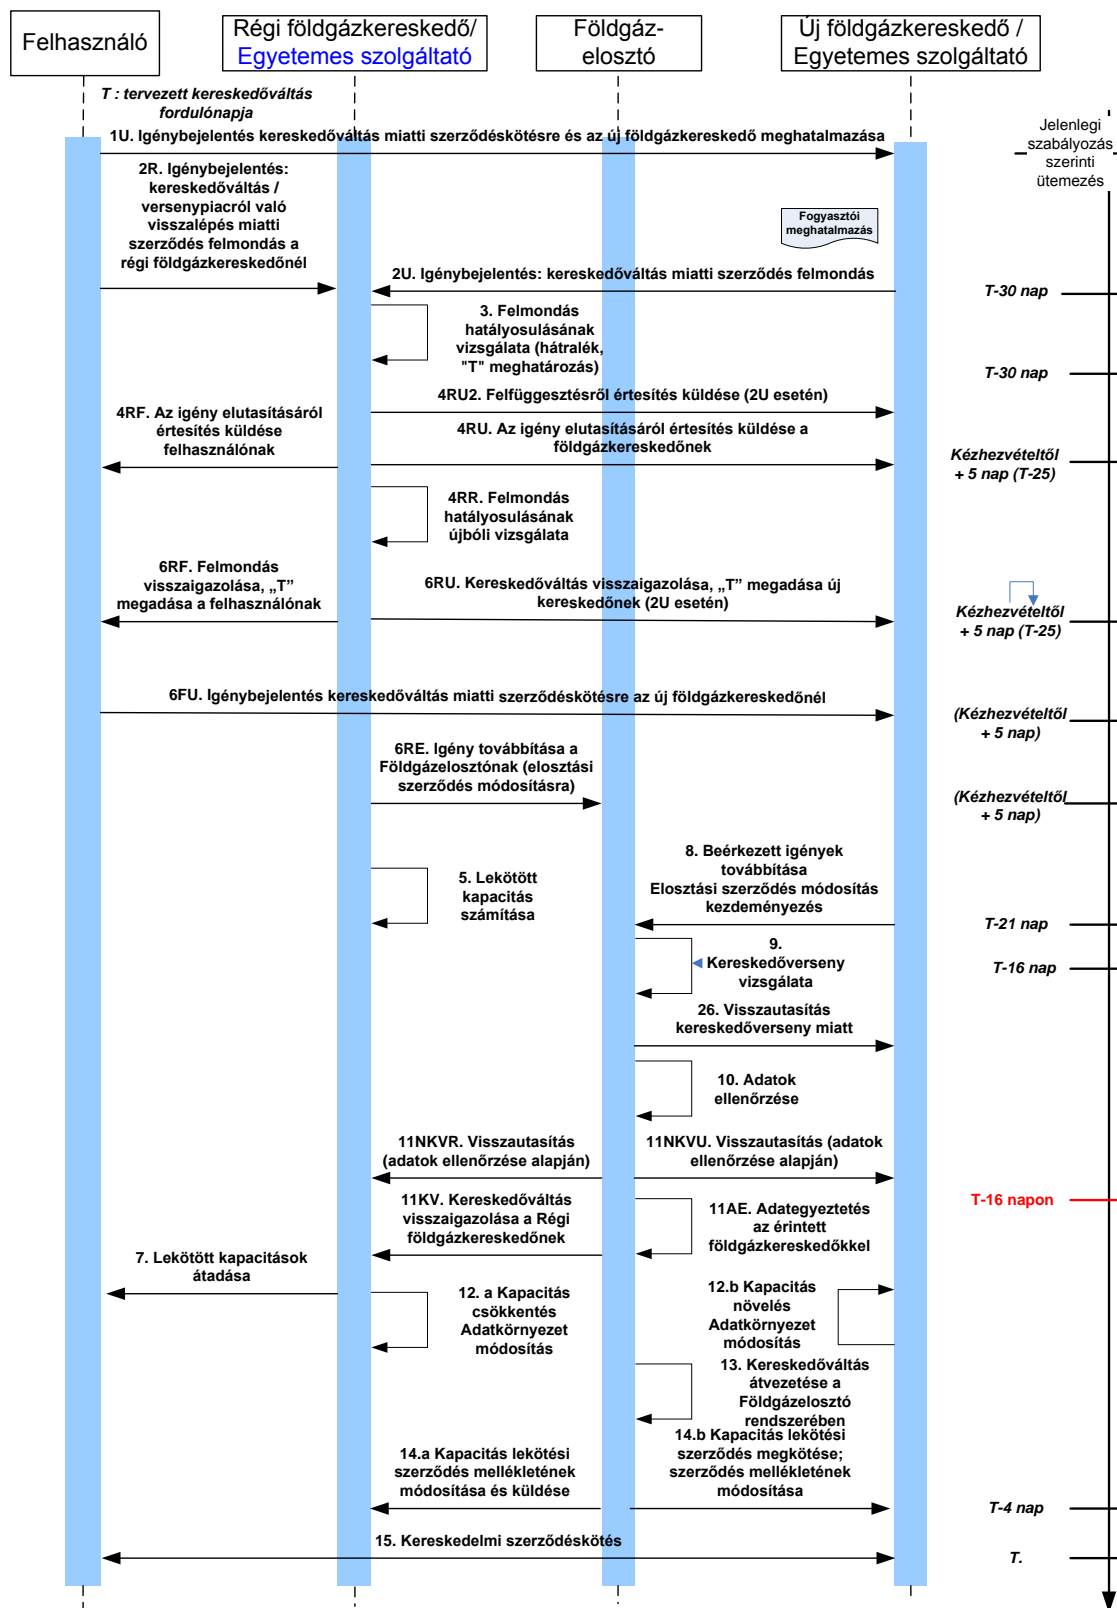 Felhasználó
Régi földgázkereskedő/
Egyetemes szolgáltató
Földgáz-
elosztó
Új földgázkereskedő /
Egyetemes szolgáltató
T : tervezett kereskedőváltás
fordulónapja
1U. Igénybejelentés kereskedőváltás miatti szerződéskötésre és az új földgázkereskedő meghatalmazása
Jelenlegi
szabályozás
szerinti
ütemezés
2R. Igénybejelentés:
kereskedőváltás /
versenypiacról való
visszalépés miatti
szerződés felmondás a
régi földgázkereskedőnél
Fogyasztói
meghatalmazás
2U. Igénybejelentés: kereskedőváltás miatti szerződés felmondás
T-30 nap
3. Felmondás
hatályosulásának
vizsgálata (hátralék,
"T" meghatározás)
T-30 nap
4RU2. Felfüggesztésről értesítés küldése (2U esetén)
4RF. Az igény elutasításáról
értesítés küldése
felhasználónak
4RU. Az igény elutasításáról értesítés küldése a
földgázkereskedőnek
Kézhezvételtől
+ 5 nap (T-25)
4RR. Felmondás
hatályosulásának
újbóli vizsgálata
6RF. Felmondás
visszaigazolása, „T”
megadása a felhasználónak
6RU. Kereskedőváltás visszaigazolása, „T” megadása új
kereskedőnek (2U esetén)
Kézhezvételtől
+ 5 nap (T-25)
6FU. Igénybejelentés kereskedőváltás miatti szerződéskötésre az új földgázkereskedőnél
(Kézhezvételtől
+ 5 nap)
6RE. Igény továbbítása a
Földgázelosztónak (elosztási
szerződés módosításra)
(Kézhezvételtől
+ 5 nap)
8. Beérkezett igények
továbbítása
Elosztási szerződés módosítás
kezdeményezés
5. Lekötött
kapacitás
számítása
T-21 nap
9.
Kereskedőverseny
vizsgálata
T-16 nap
26. Visszautasítás
kereskedőverseny miatt
10. Adatok
ellenőrzése
11NKVR. Visszautasítás
(adatok ellenőrzése alapján)
11NKVU. Visszautasítás (adatok
ellenőrzése alapján)
11KV. Kereskedőváltás
visszaigazolása a Régi
földgázkereskedőnek
11AE. Adategyeztetés
az érintett
földgázkereskedőkkel
T-16 napon
7. Lekötött kapacitások
átadása
12. a Kapacitás
csökkentés
Adatkörnyezet
módosítás
12.b Kapacitás
növelés
Adatkörnyezet
módosítás
13. Kereskedőváltás
átvezetése a
Földgázelosztó
rendszerében
14.a Kapacitás lekötési
szerződés mellékletének
módosítása és küldése
14.b Kapacitás lekötési
szerződés megkötése;
szerződés mellékletének
módosítása
T-4 nap
15. Kereskedelmi szerződéskötés
T.